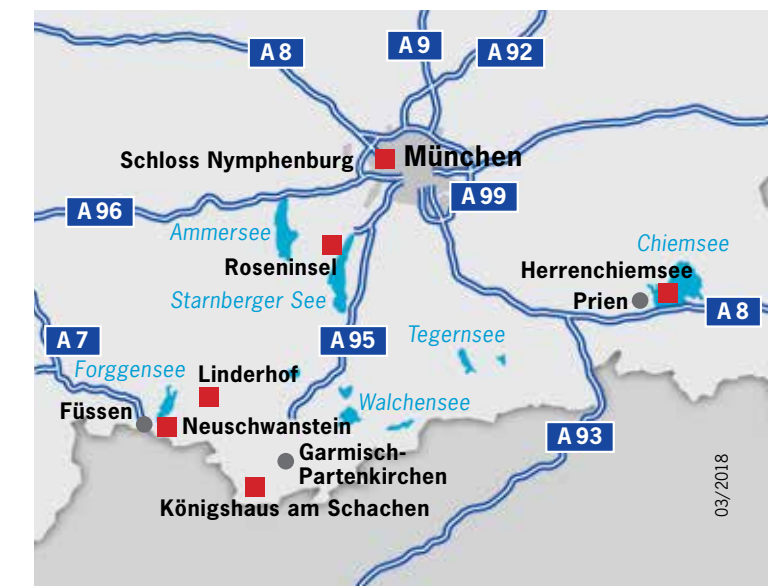 A 8
A 9
A 92
Schloss Nymphenburg
München
A 96
A 99
Ammersee
Roseninsel
Starnberger See
Chiemsee
Herrenchiemsee
Prien
A 8
A 7
A 95
Tegernsee
Forggensee
Linderhof
Walchensee
Füssen
Neuschwanstein
A 93
Garmisch-
Partenkirchen
Königshaus am Schachen
03/2018